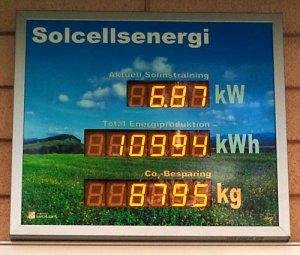 Solcellsenergi
Aktuell Solinstrålning
6.87 kW
Total Energiproduktion
10994 kWh
Co₂-Besparing
8795 kg